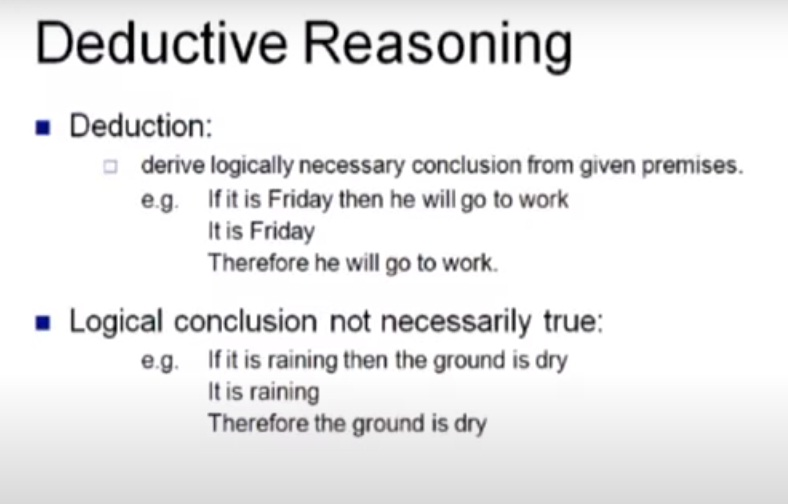 Deductive Reasoning
Deduction:
derive logically necessary conclusion from given premises.
e.g. If it is Friday then he will go to work
It is Friday
Therefore he will go to work.
Logical conclusion not necessarily true:
e.g. If it is raining then the ground is dry
It is raining
Therefore the ground is dry